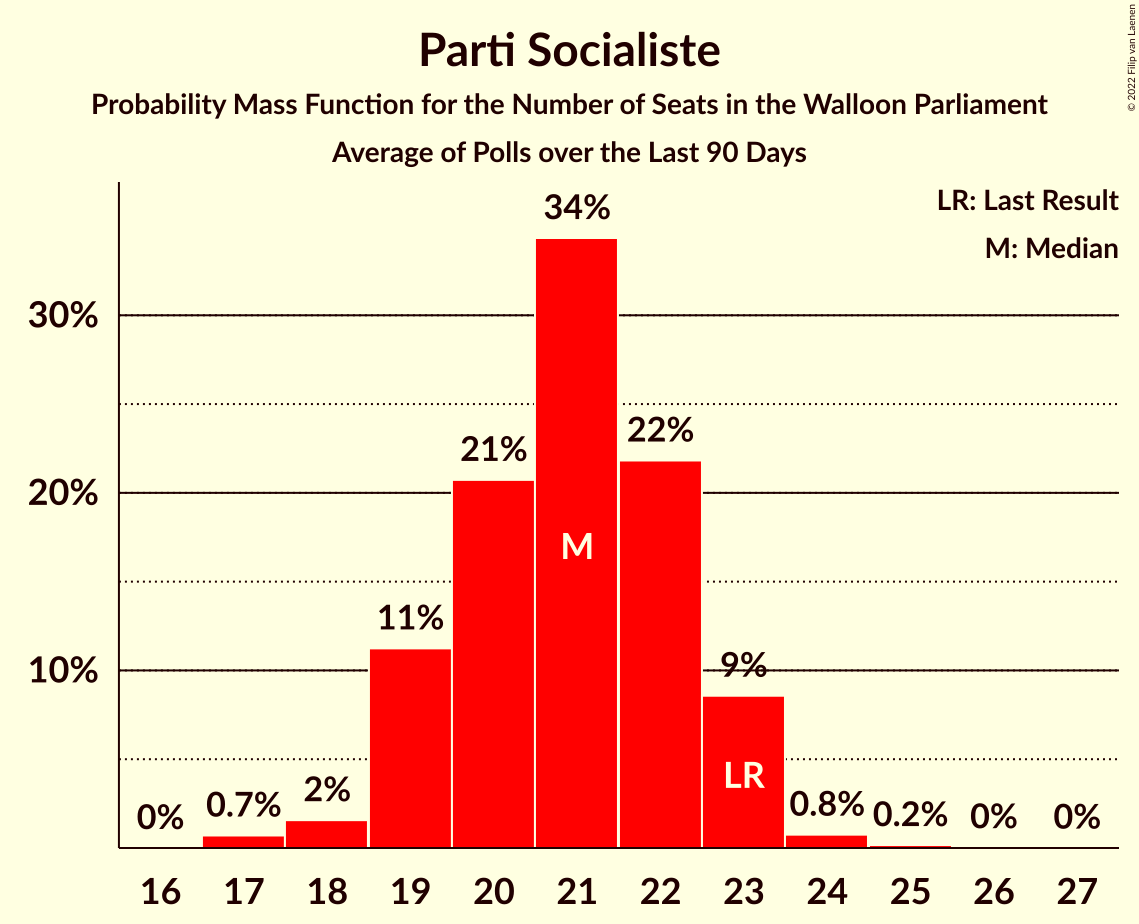 Parti Socialiste
Probability Mass Function for the Number of Seats in the Walloon Parliament
Average of Polls over the Last 90 Days
© 2022 Filip van Laenen
LR: Last Result
M: Median
34%
30%
22%
21%
20%
M
11%
10%
9%
LR
0%
0.7%
2%
0.8%
0.2%
0%
0%
16 17 18 19 20 21 22 23 24 25 26 27